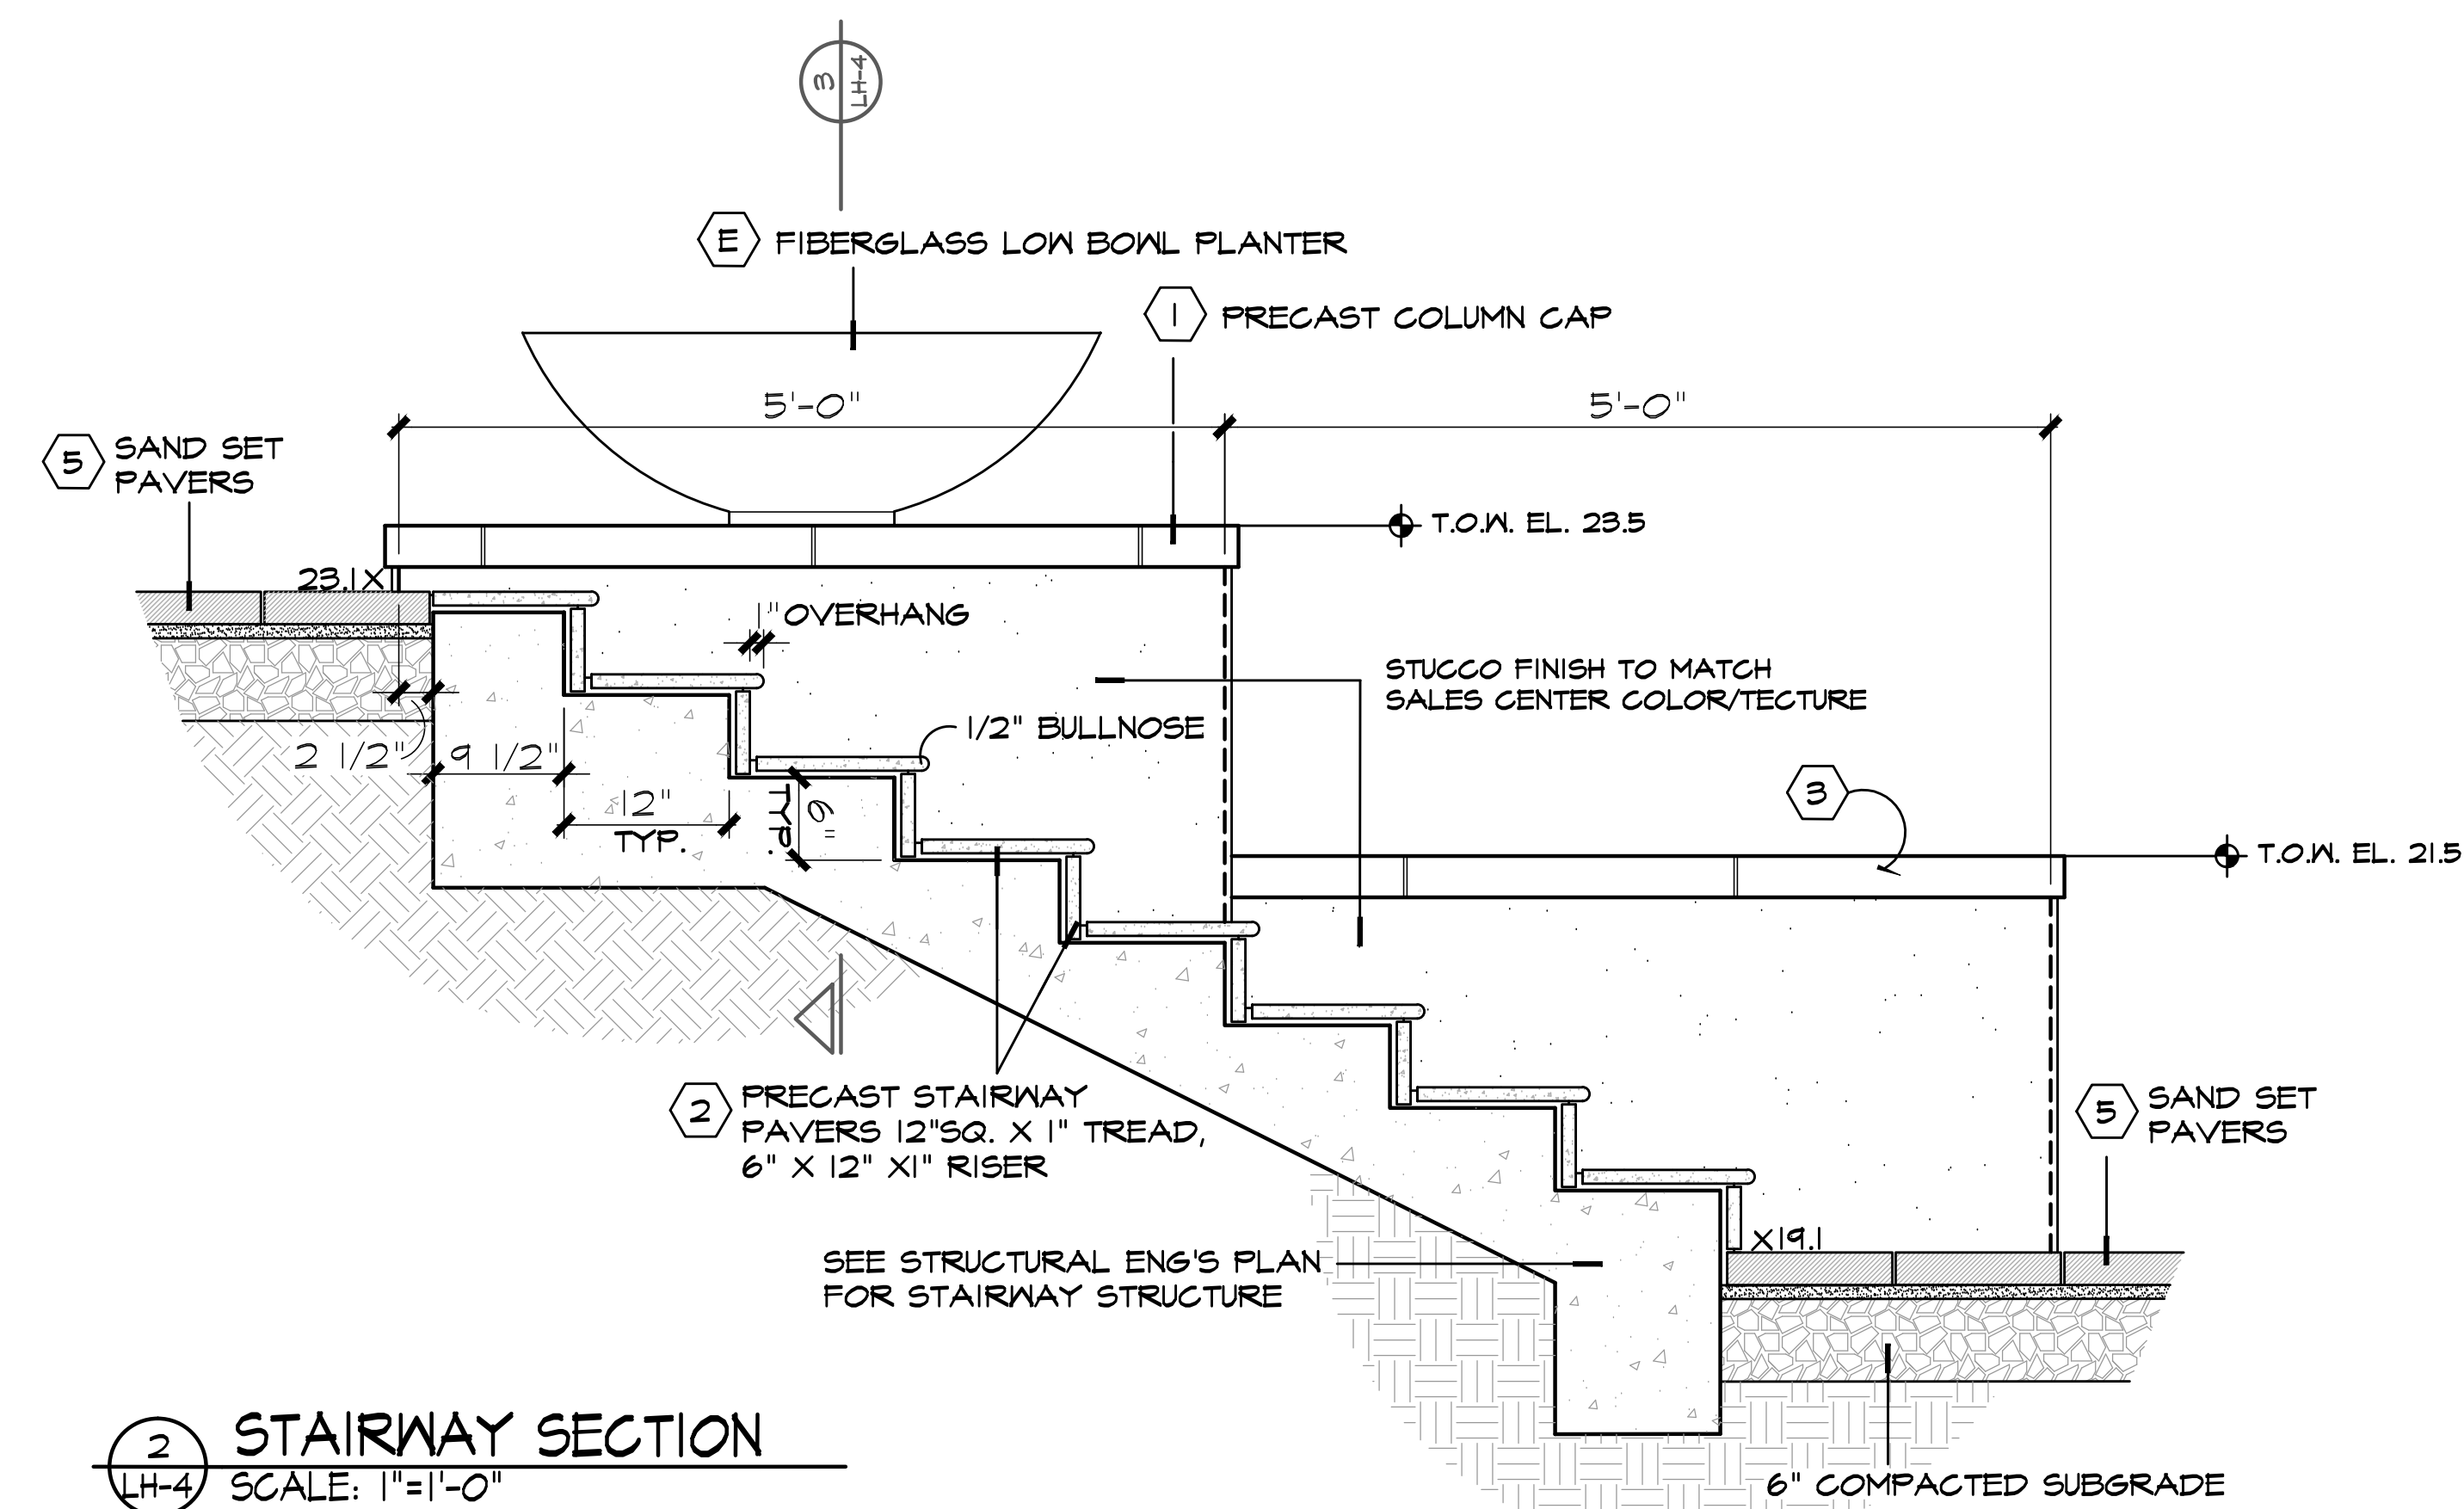 3
LH-4
E FIBERGLASS LOW BOWL PLANTER
1 PRECAST COLUMN CAP
5'-0"
5'-0"
5 SAND SET
PAVERS
T.O.W. EL. 23.5
23.1X
1" OVERHANG
STUCCO FINISH TO MATCH
SALES CENTER COLOR/TECTURE
1/2" BULLNOSE
2 1/2"
9 1/2"
12"
TYP.
6"
TYP.
3
T.O.W. EL. 21.5
2 PRECAST STAIRWAY
PAVERS 12"SQ. X 1" TREAD,
6" X 12" X1" RISER
5 SAND SET
PAVERS
X19.1
SEE STRUCTURAL ENG'S PLAN
FOR STAIRWAY STRUCTURE
6" COMPACTED SUBGRADE
2
LH-4
STAIRWAY SECTION
SCALE: 1"=1'-0"